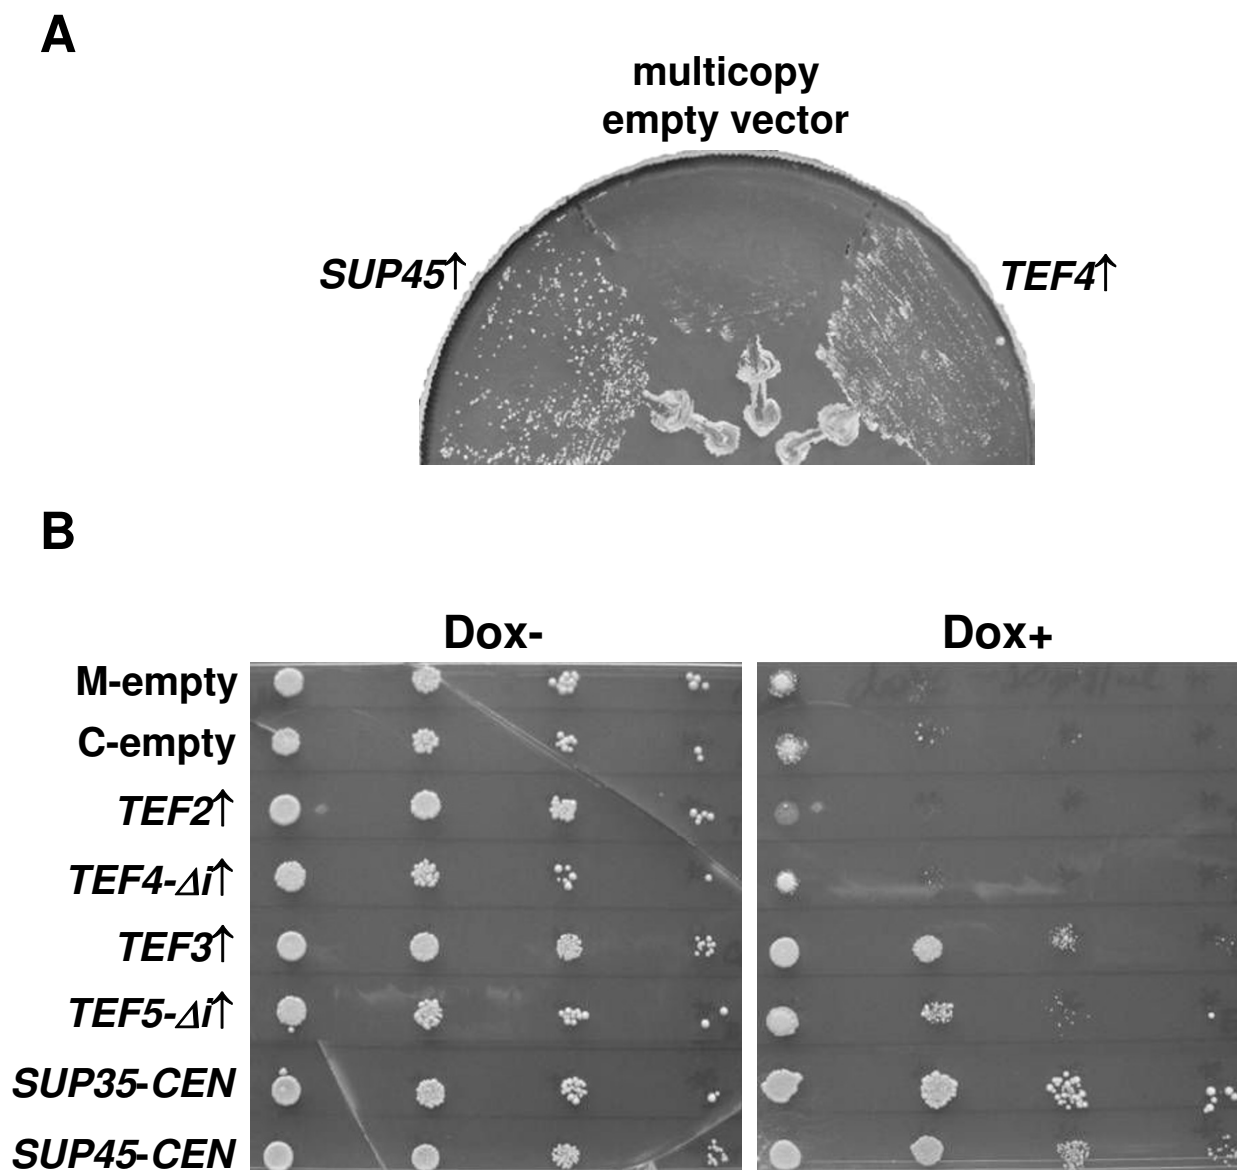 A
multicopy
empty vector
SUP45↑
TEF4↑
B
Dox-
Dox+
M-empty
C-empty
TEF2↑
TEF4-Δi↑
TEF3↑
TEF5-Δi↑
SUP35-CEN
SUP45-CEN